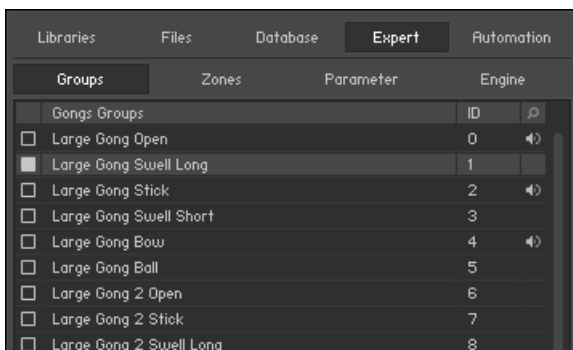 Libraries Files Database Expert Automation
Groups Zones Parameter Engine
Gongs Groups ID
Large Gong Open 0
Large Gong Swell Long 1
Large Gong Stick 2
Large Gong Swell Short 3
Large Gong Bow 4
Large Gong Ball 5
Large Gong 2 Open 6
Large Gong 2 Stick 7
Large Gong 2 Swell Long 8